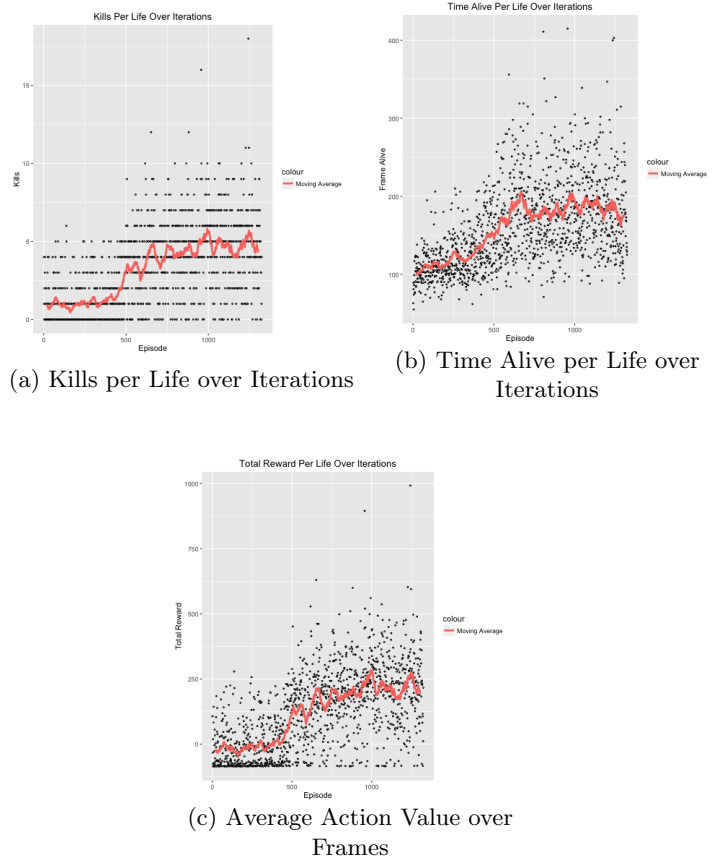 Kills Per Life Over Iterations
15
10
5
0
Kills
0
500
1000
Episode
colour
Moving Average
(a) Kills per Life over Iterations
Time Alive Per Life Over Iterations
400
300
200
100
Frame Alive
0
500
1000
Episode
colour
Moving Average
(b) Time Alive per Life over
Iterations
Total Reward Per Life Over Iterations
1000
750
500
250
0
Total Reward
0
500
1000
Episode
colour
Moving Average
(c) Average Action Value over
Frames